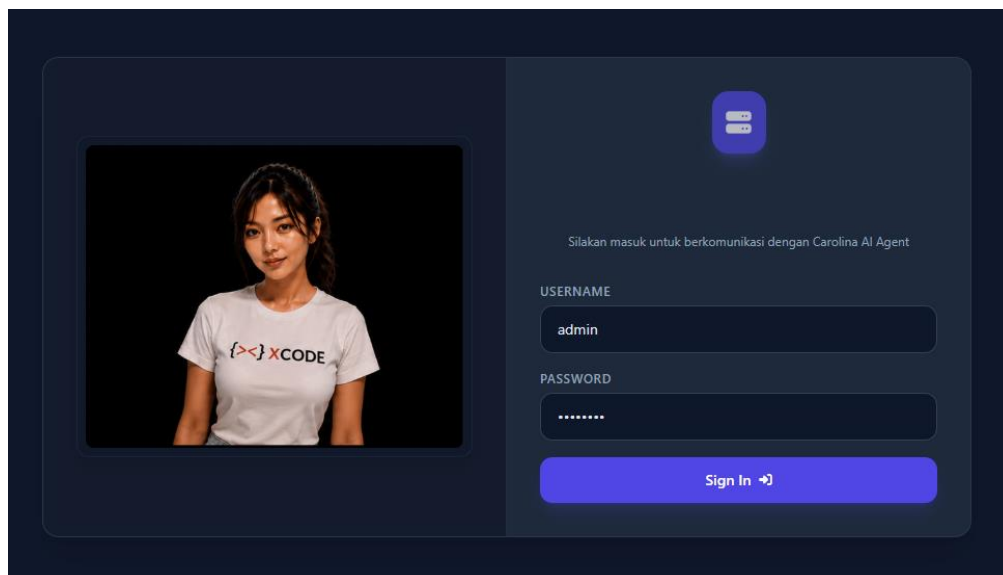 {><} XCODE
Silakan masuk untuk berkomunikasi dengan Carolina AI Agent
USERNAME
admin
PASSWORD
••••••••
Sign In